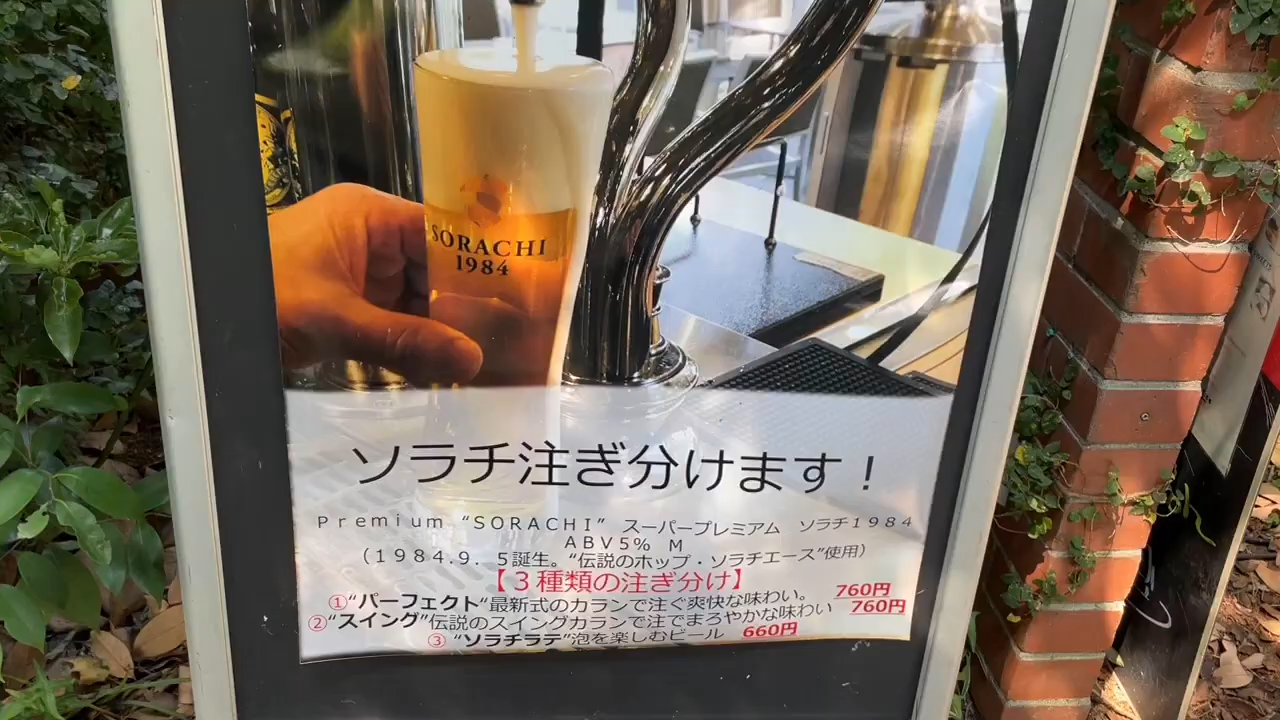 SORACHI
1984
ソラチ注ぎ分けます！
Premium “SORACHI” スーパープレミアム ソラチ1984
ABV5% M
（1984.9．5誕生。“伝説のホップ・ソラチエース”使用）
【３種類の注ぎ分け】
①“パーフェクト“最新式のカランで注ぐ爽快な味わい。 760円
②“スイング”伝説のスイングカランで注でまろやかな味わい 760円
③ “ソラチラテ”泡を楽しむビール 660円